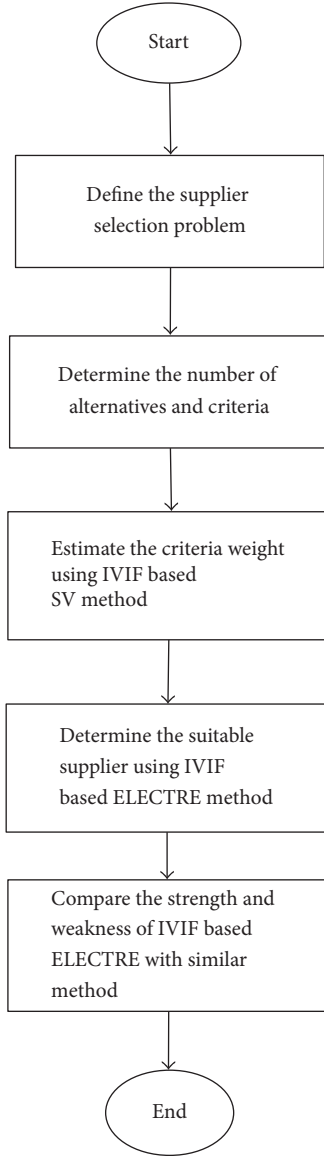 Start
Define the supplier
selection problem
Determine the number of
alternatives and criteria
Estimate the criteria weight
using IVIF based
SV method
Determine the suitable
supplier using IVIF
based ELECTRE method
Compare the strength and
weakness of IVIF based
ELECTRE with similar
method
End